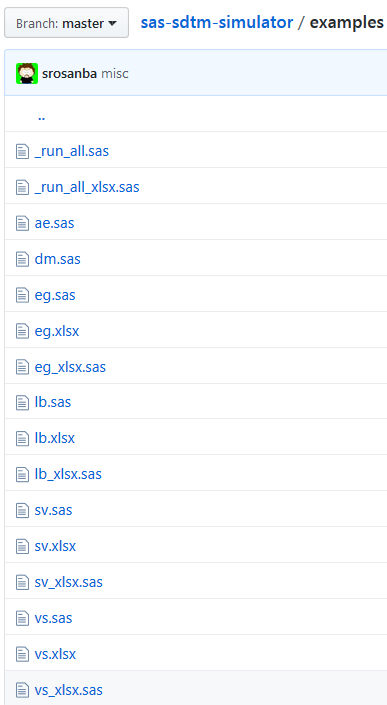 Branch: master sas-sdtm-simulator / examples
srosanba misc
..
_run_all.sas
_run_all_xlsx.sas
ae.sas
dm.sas
eg.sas
eg.xlsx
eg_xlsx.sas
lb.sas
lb.xlsx
lb_xlsx.sas
sv.sas
sv.xlsx
sv_xlsx.sas
vs.sas
vs.xlsx
vs_xlsx.sas